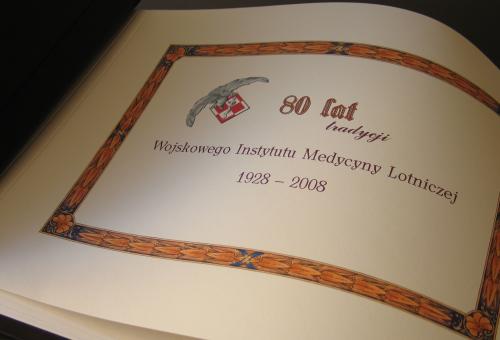 80 lat
tradycji
Wojskowego Instytutu Medycyny Lotniczej
1928 – 2008